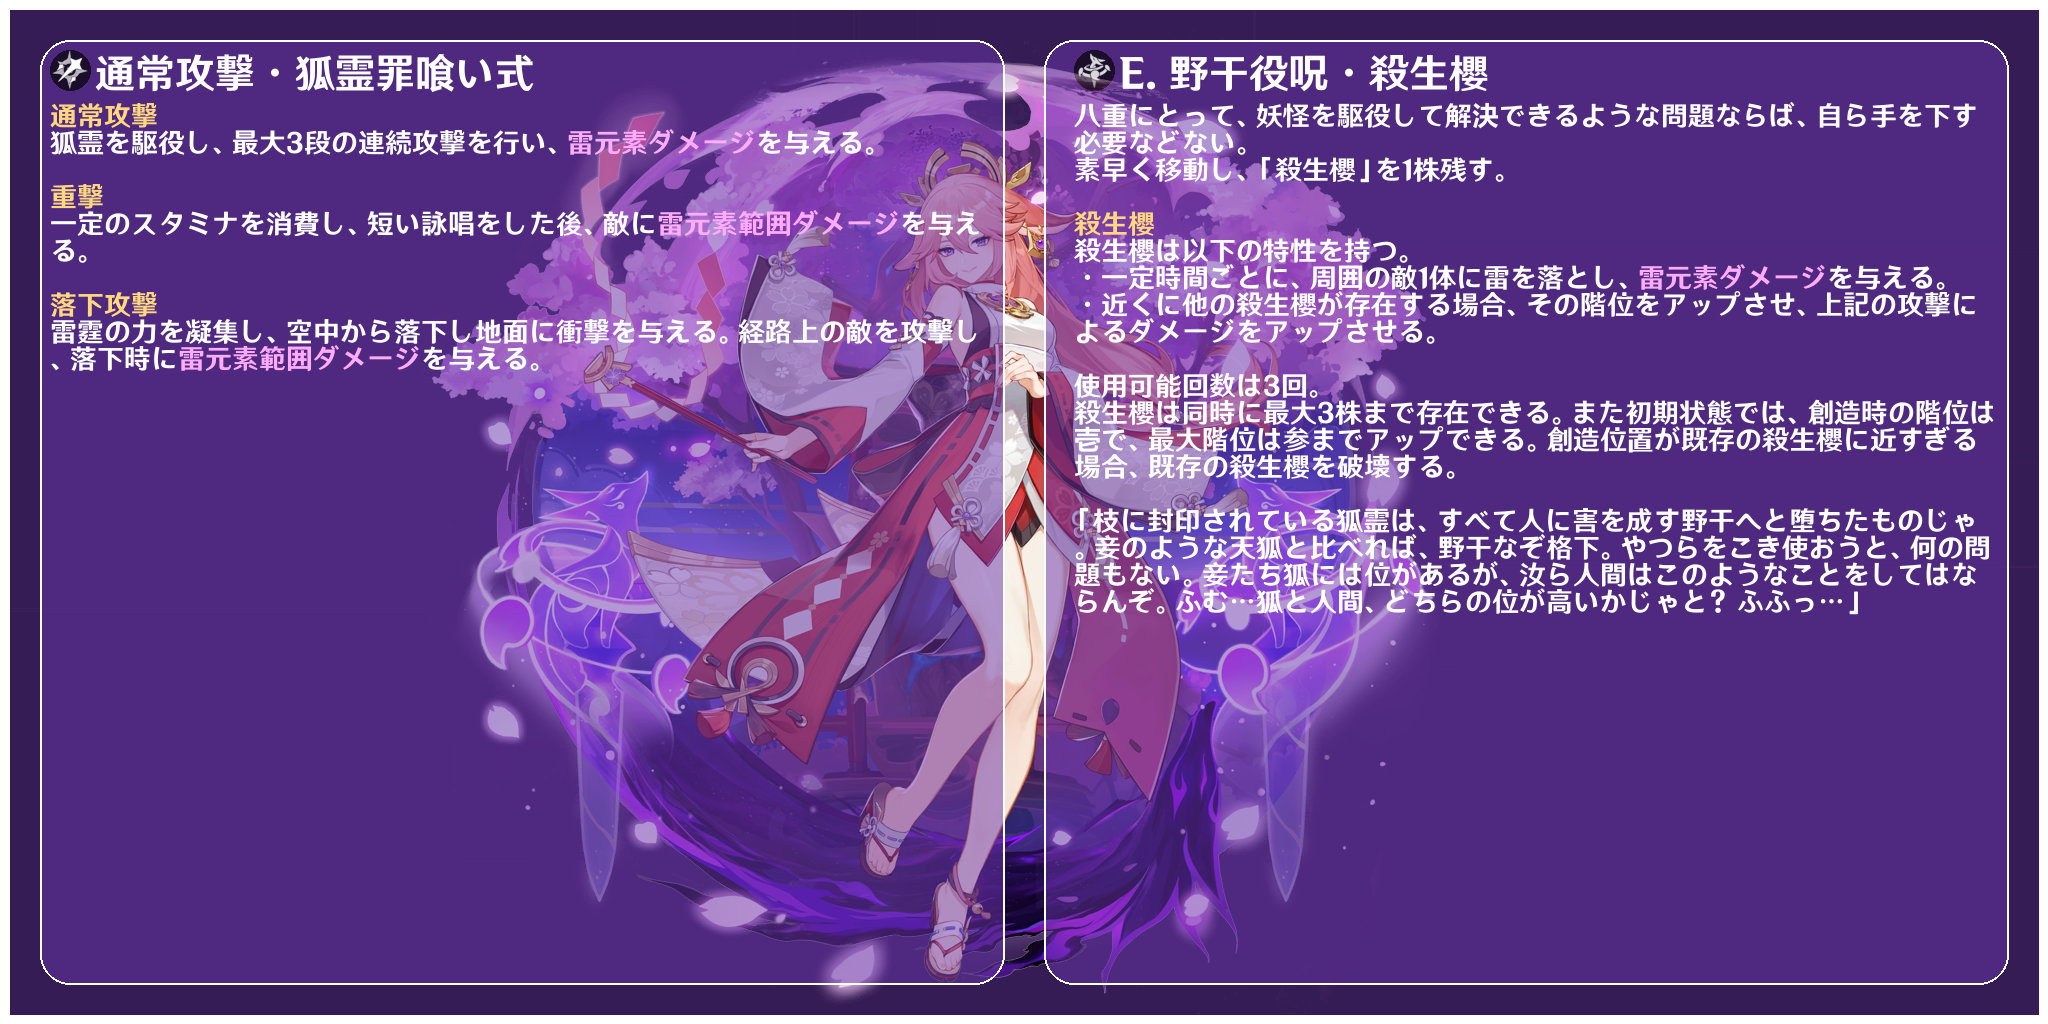 通常攻撃・狐霊罪喰い式
通常攻撃
狐霊を駆役し、最大3段の連続攻撃を行い、雷元素ダメージを与える。
重撃
一定のスタミナを消費し、短い詠唱をした後、敵に雷元素範囲ダメージを与え
る。
落下攻撃
雷霆の力を凝集し、空中から落下し地面に衝撃を与える。経路上の敵を攻撃し
、落下時に雷元素範囲ダメージを与える。
E. 野干役呪・殺生櫻
八重にとって、妖怪を駆役して解決できるような問題ならば、自ら手を下す
必要などない。
素早く移動し、「殺生櫻」を1株残す。
殺生櫻
殺生櫻は以下の特性を持つ。
・一定時間ごとに、周囲の敵1体に雷を落とし、雷元素ダメージを与える。
・近くに他の殺生櫻が存在する場合、その階位をアップさせ、上記の攻撃に
よるダメージをアップさせる。
使用可能回数は3回。
殺生櫻は同時に最大3株まで存在できる。また初期状態では、創造時の階位は
壱で、最大階位は参までアップできる。創造位置が既存の殺生櫻に近すぎる
場合、既存の殺生櫻を破壊する。
「枝に封印されている狐霊は、すべて人に害を成す野干へと堕ちたものじゃ
。妾のような天狐と比べれば、野干なぞ格下。やつらをこき使おうと、何の問
題もない。妾たち狐には位があるが、汝ら人間はこのようなことをしてはな
らんぞ。ふむ…狐と人間、どちらの位が高いかじゃと？ふふっ…」